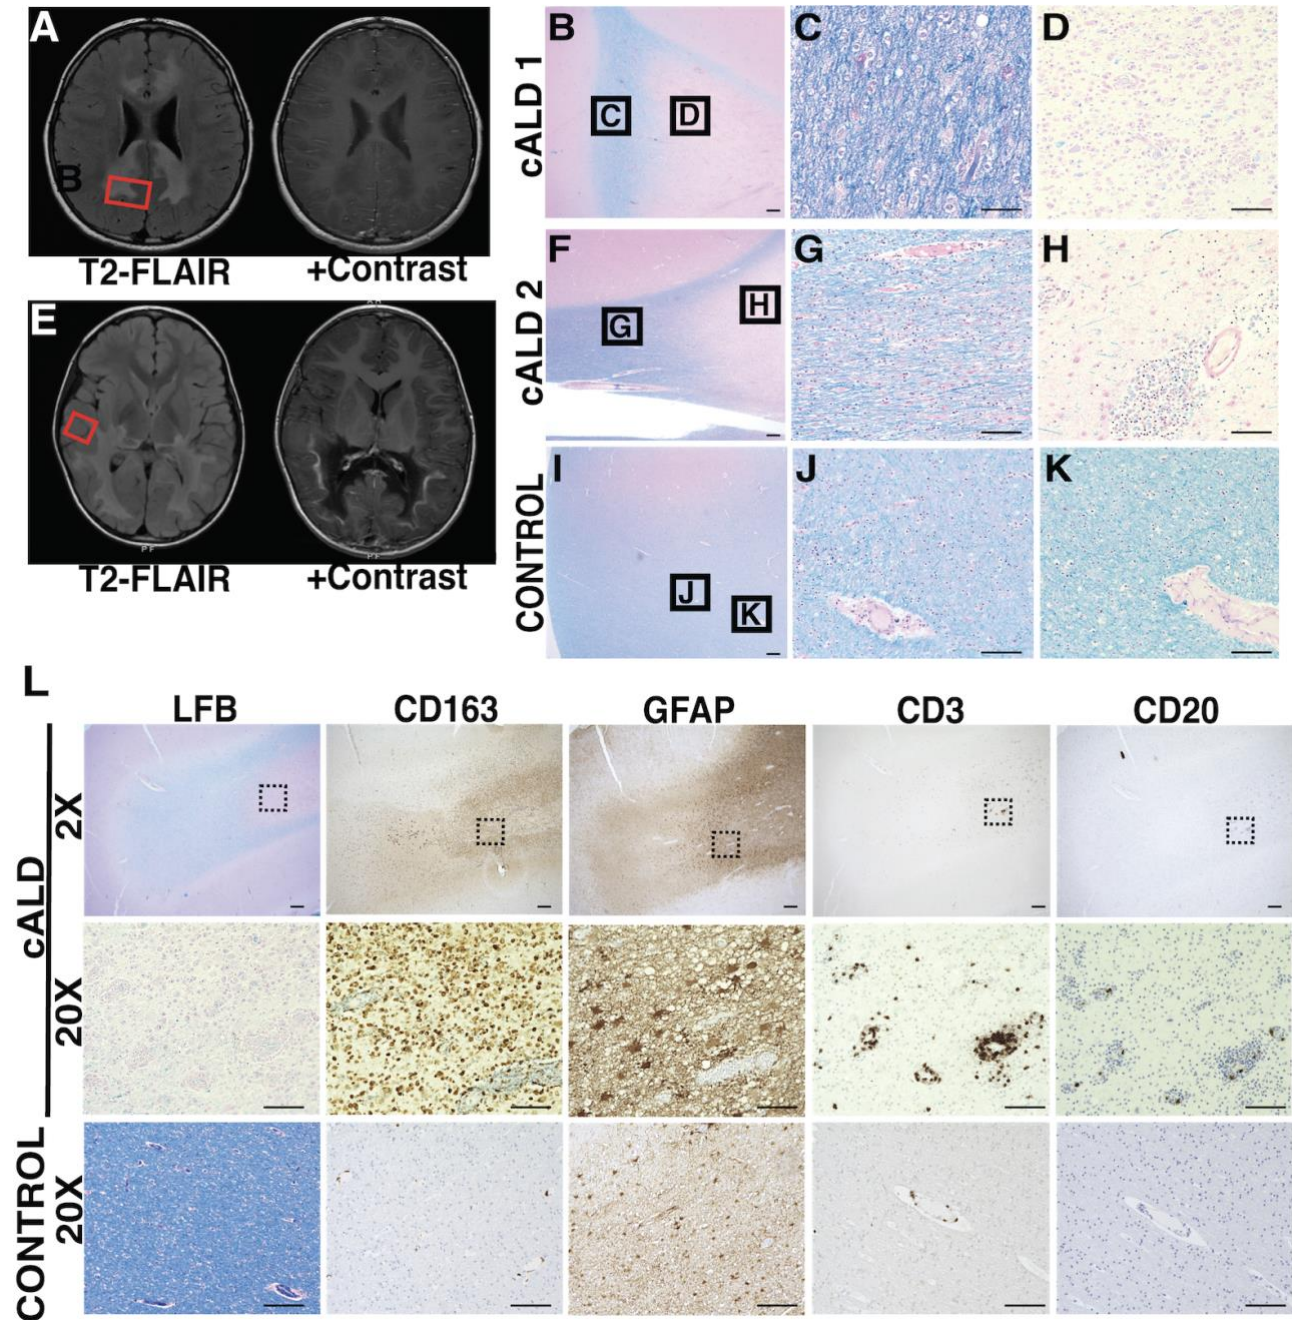 A
B
T2-FLAIR +Contrast
E
T2-FLAIR +Contrast
cALD 1
B
C
D
C
D
cALD 2
F
G
H
G
H
CONTROL
I
J
K
J
K
L
LFB CD163 GFAP CD3 CD20
cALD
2X
20X
CONTROL
20X